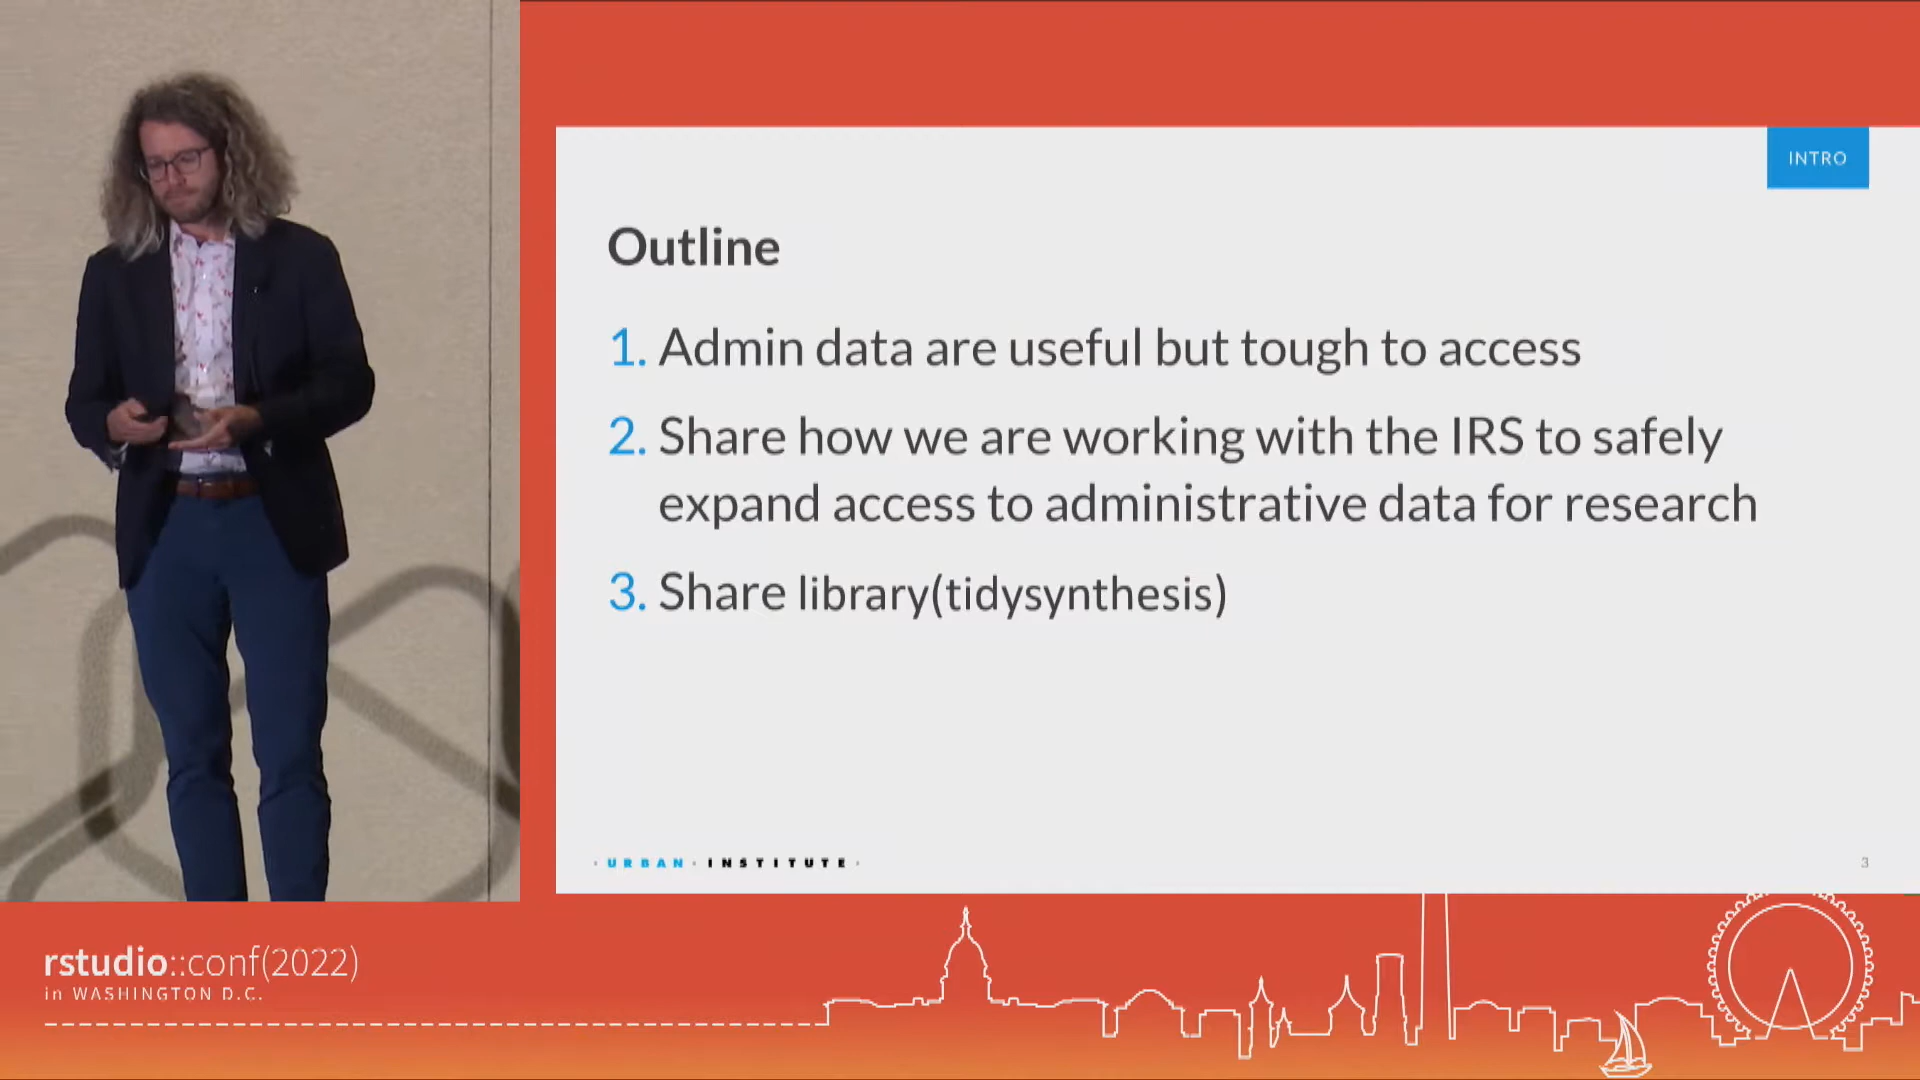 INTRO
Outline
1. Admin data are useful but tough to access
2. Share how we are working with the IRS to safely
expand access to administrative data for research
3. Share library(tidysynthesis)
· URBAN · INSTITUTE ·
3
rstudio::conf(2022)
in WASHINGTON D.C.